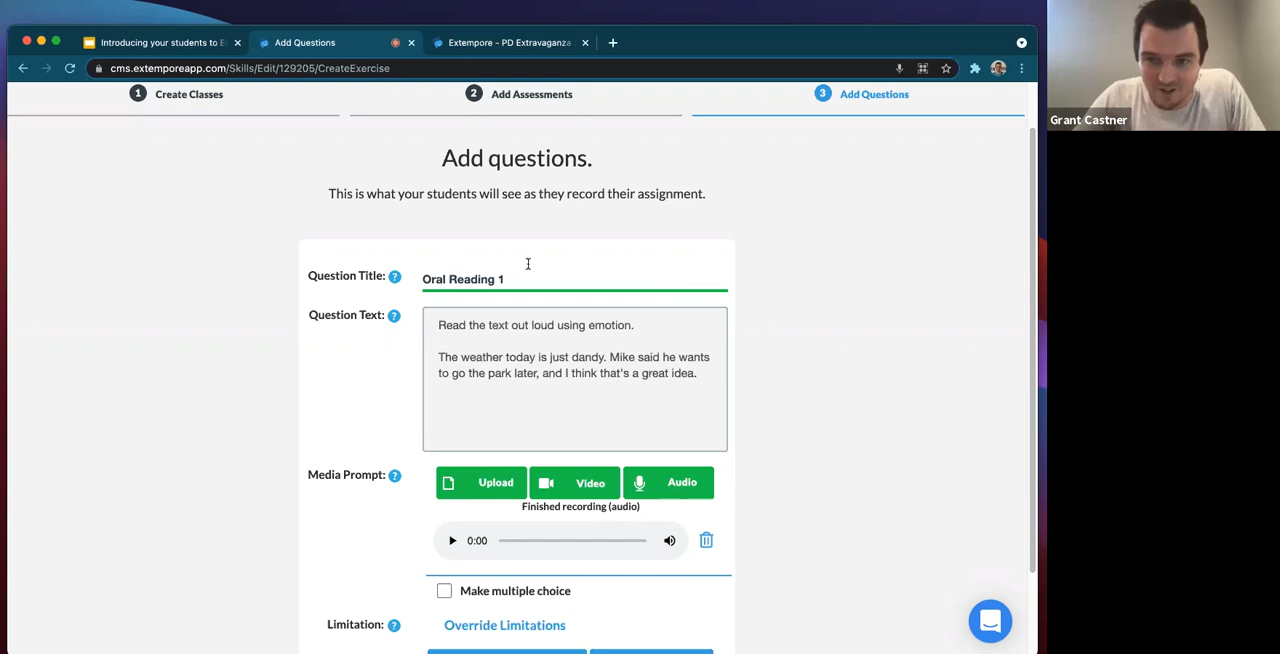 Introducing your students to E
Add Questions
Extempore - PD Extravaganza
cms.extemporeapp.com/Skills/Edit/129205/CreateExercise
Grant Castner
1 Create Classes
2 Add Assessments
3 Add Questions
Add questions.
This is what your students will see as they record their assignment.
Question Title: ?
Oral Reading 1
Question Text: ?
Read the text out loud using emotion.
The weather today is just dandy. Mike said he wants
to go the park later, and I think that's a great idea.
Media Prompt: ?
Upload
Video
Audio
Finished recording (audio)
0:00
Make multiple choice
Limitation: ?
Override Limitations